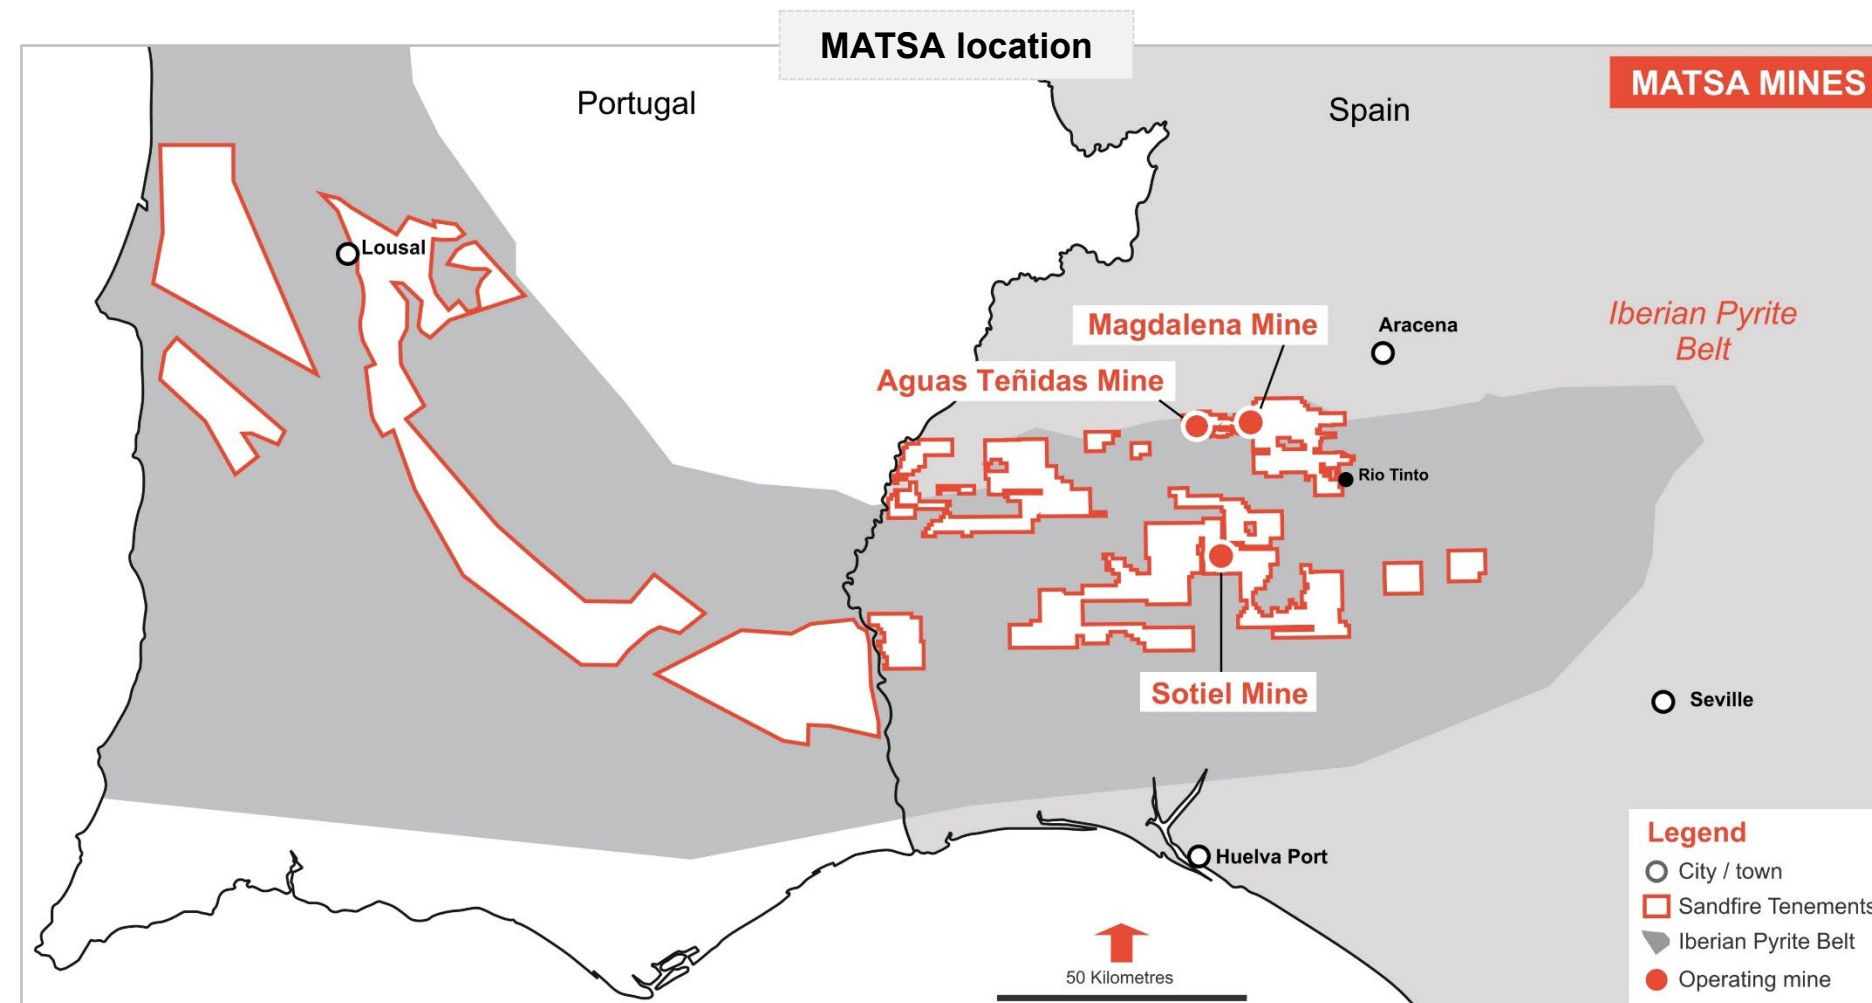 MATSA location
MATSA MINES
Portugal
Spain
Lousal
Magdalena Mine
Aracena
Iberian Pyrite
Belt
Aguas Teñidas Mine
Rio Tinto
Sotiel Mine
Seville
Huelva Port
50 Kilometres
Legend
City / town
Sandfire Tenements
Iberian Pyrite Belt
Operating mine